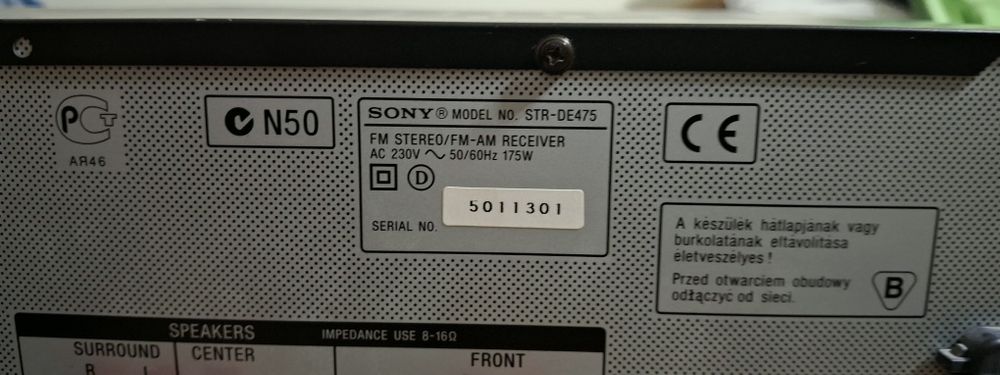 РСТ
АЯ46
N50
SONY® MODEL NO. STR-DE475
FM STEREO/FM-AM RECEIVER
AC 230V ~ 50/60Hz 175W
D
SERIAL NO. 5011301
CE
A készülék hátlapjának vagy
burkolatának eltávolítása
életveszélyes !
Przed otwarciem obudowy
odłączyć od sieci.
B
SPEAKERS IMPEDANCE USE 8-16Ω
SURROUND CENTER FRONT
R L